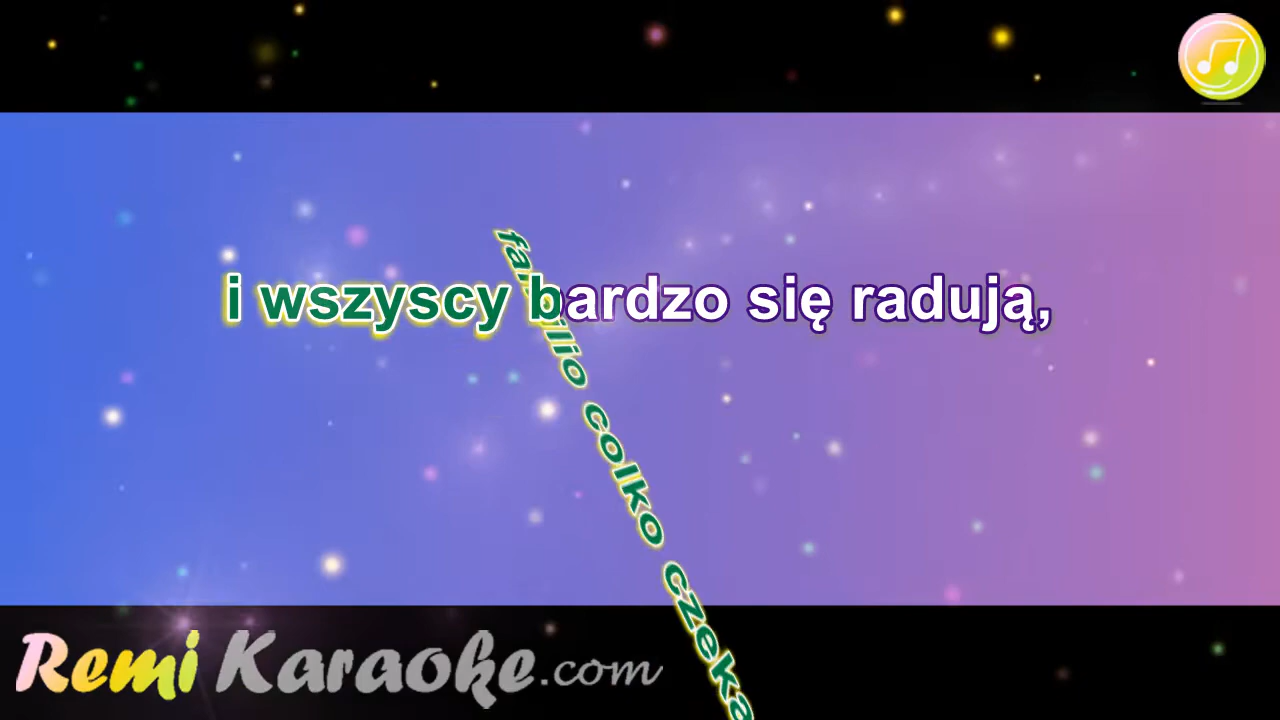 i wszyscy bardzo się radują,
familio colko czeka
Remi Karaoke.com